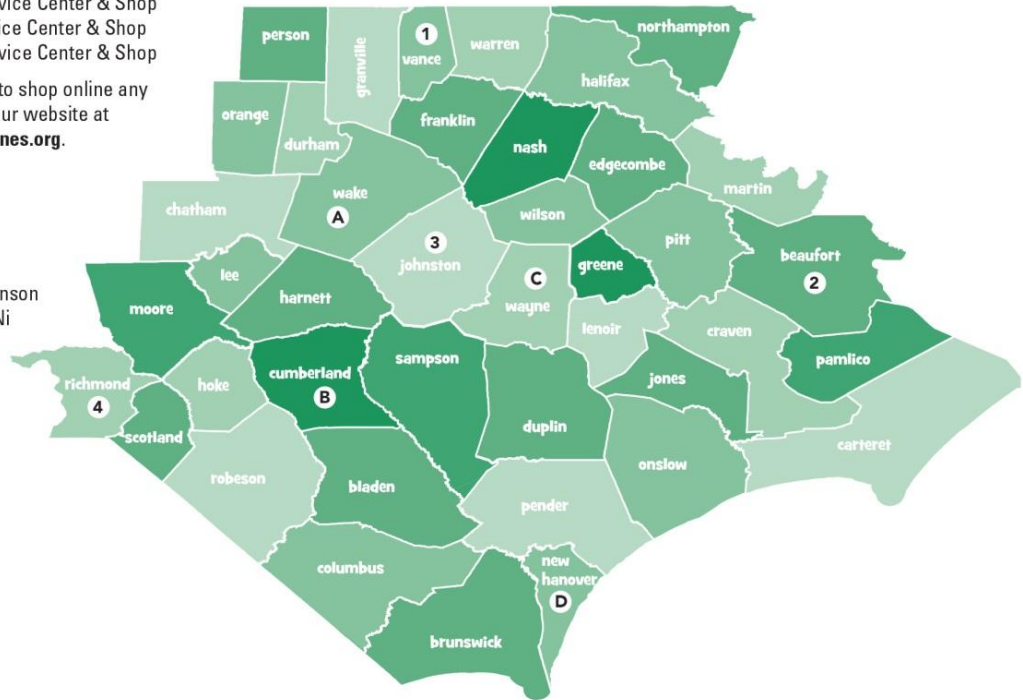 vice Center & Shop
ice Center & Shop
vice Center & Shop
to shop online any
ur website at
nes.org.
nson
Ni
person
granville
1
vance
warren
northampton
halifax
orange
durham
franklin
nash
edgecombe
martin
chatham
wake
A
wilson
pitt
3
johnston
lee
harnett
moore
C
wayne
greene
beaufort
2
lenoir
craven
pamlico
richmond
4
hoke
cumberland
B
sampson
jones
scotland
duplin
carteret
robeson
bladen
onslow
pender
columbus
new
hanover
D
brunswick